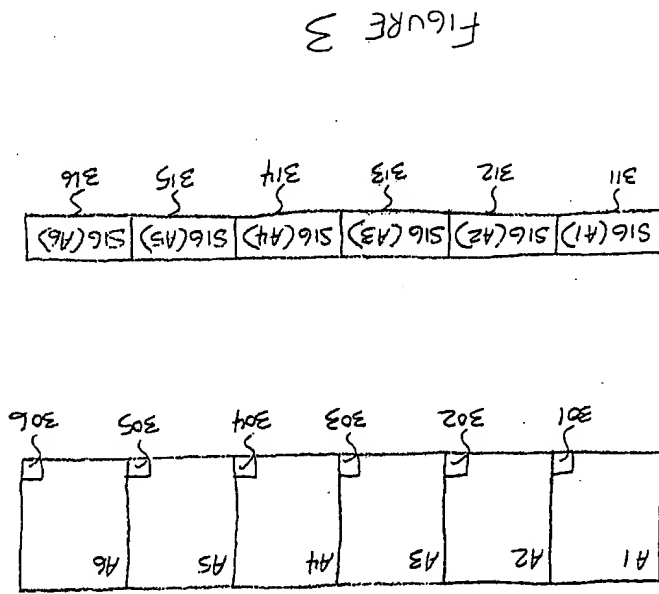 A1 A2 A3 A4 A5 A6
301 302 303 304 305 306
SIG(A1) SIG(A2) SIG(A3) SIG(A4) SIG(A5) SIG(A6)
311 312 313 314 315 316
FIGURE 3